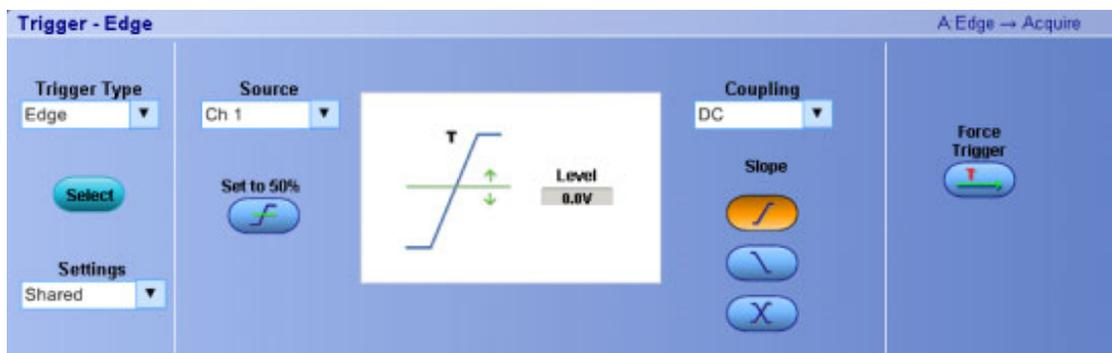 Trigger - Edge
A:Edge → Acquire
Trigger Type
Edge
Select
Settings
Shared
Source
Ch 1
Set to 50%
T
Level
0.0V
Coupling
DC
Slope
Force
Trigger
T